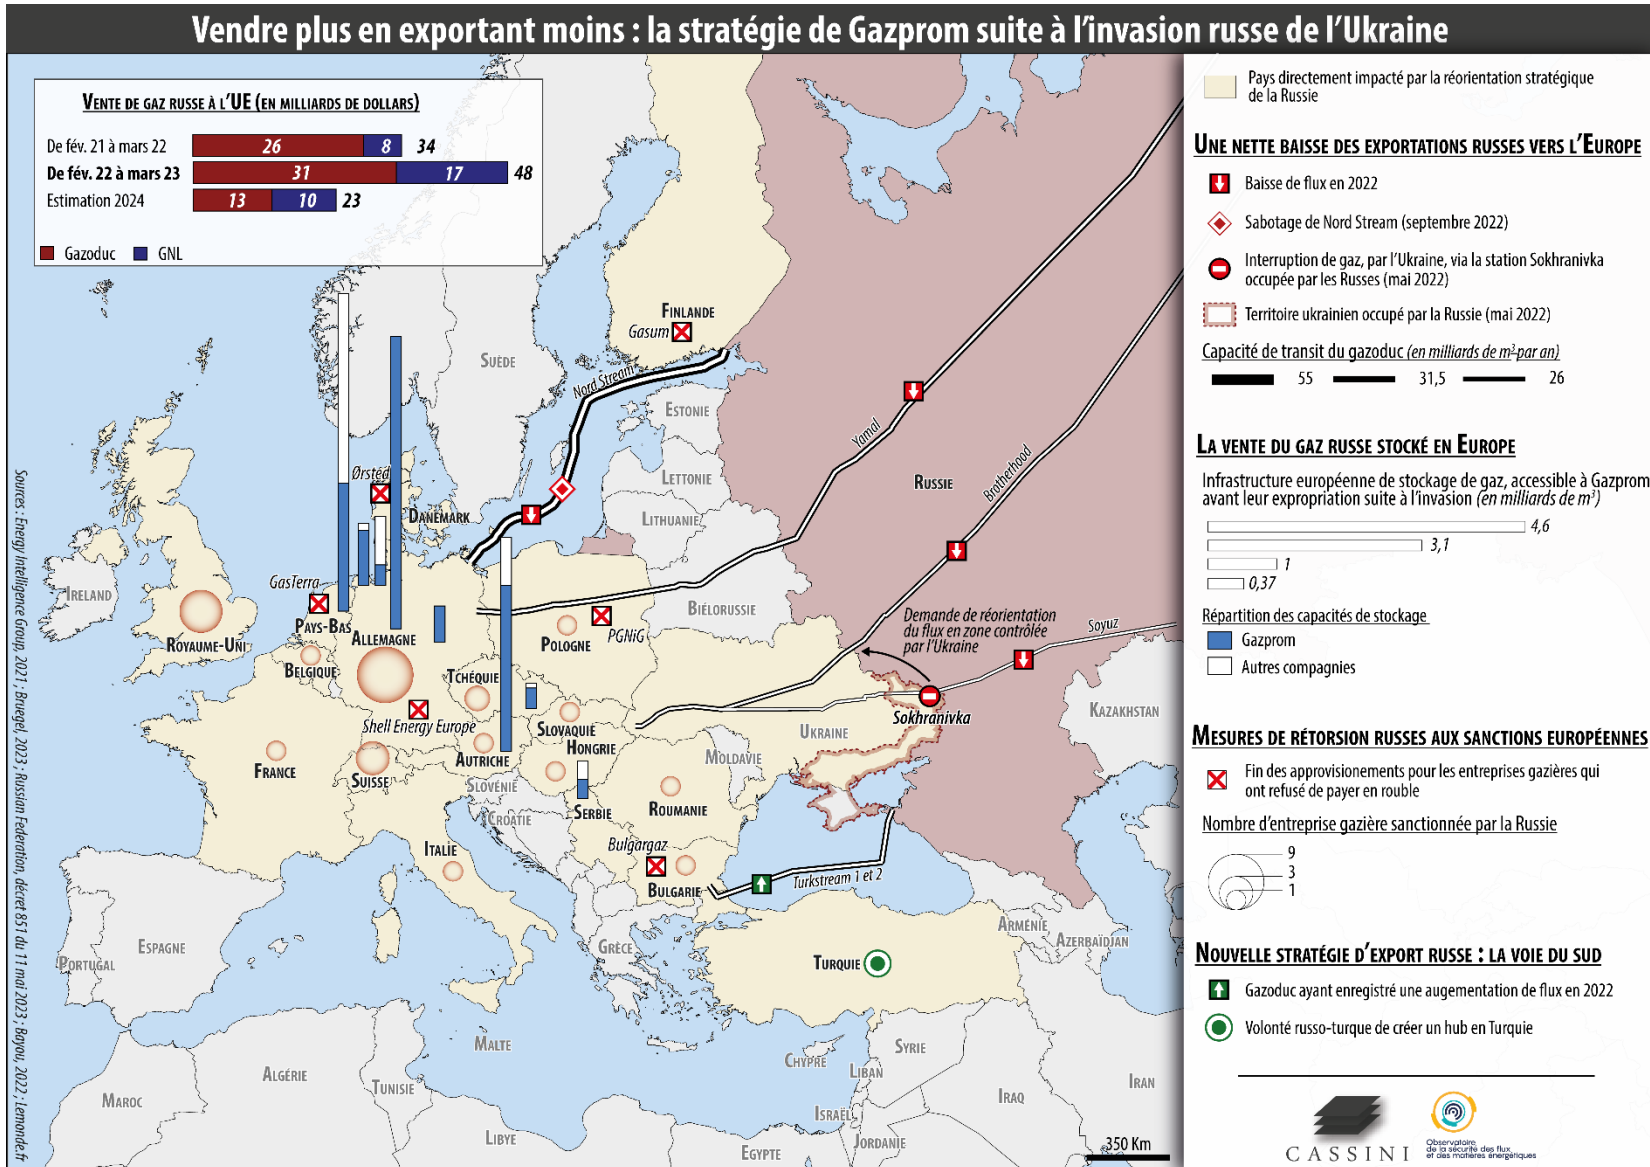 Vendre plus en exportant moins : la stratégie de Gazprom suite à l'invasion russe de l'Ukraine
Vente de gaz russe à l'UE (en milliards de dollars)
De fév. 21 à mars 22
26
8
34
De fév. 22 à mars 23
31
17
48
Estimation 2024
13
10
23
Gazoduc
GNL
Finlande
Gasum
Suède
Nord Stream
Estonie
Lettonie
Lituanie
Yamal
Russie
Brotherhood
Ørsted
Danemark
GasTerra
Pays-Bas
Ireland
Royaume-Uni
Allemagne
Belgique
Pologne
PGNiG
Biélorussie
Demande de réorientation
du flux en zone contrôlée
par l'Ukraine
Soyuz
Tchéquie
Shell Energy Europe
Slovaquie
Hongrie
Autriche
France
Suisse
Slovénie
Croatie
Serbie
Roumanie
Moldavie
Ukraine
Sokhranivka
Kazakhstan
Italie
Bulgargaz
Bulgarie
Turkstream 1 et 2
Espagne
Portugal
Grèce
Turquie
Arménie
Azerbaïdjan
Malte
Chypre
Syrie
Liban
Israël
Jordanie
Iraq
Iran
Maroc
Algérie
Tunisie
Libye
Egypte
350 Km
Sources : Energy Intelligence Group, 2021 ; Bruegel, 2023 ; Russian Federation, décret 851 du 11 mai 2023 ; Bayou, 2022 ; Lemonde.fr
Pays directement impacté par la réorientation stratégique
de la Russie
Une nette baisse des exportations russes vers l'Europe
Baisse de flux en 2022
Sabotage de Nord Stream (septembre 2022)
Interruption de gaz, par l'Ukraine, via la station Sokhranivka
occupée par les Russes (mai 2022)
Territoire ukrainien occupé par la Russie (mai 2022)
Capacité de transit du gazoduc (en milliards de m³ par an)
55
31,5
26
La vente du gaz russe stocké en Europe
Infrastructure européenne de stockage de gaz, accessible à Gazprom
avant leur expropriation suite à l'invasion (en milliards de m³)
4,6
3,1
1
0,37
Répartition des capacités de stockage
Gazprom
Autres compagnies
Mesures de rétorsion russes aux sanctions européennes
Fin des approvisionements pour les entreprises gazières qui
ont refusé de payer en rouble
Nombre d'entreprise gazière sanctionnée par la Russie
9
3
1
Nouvelle stratégie d'export russe : la voie du sud
Gazoduc ayant enregistré une augementation de flux en 2022
Volonté russo-turque de créer un hub en Turquie
CASSINI
Observatoire
de la sécurité des flux
et des matières énergétiques